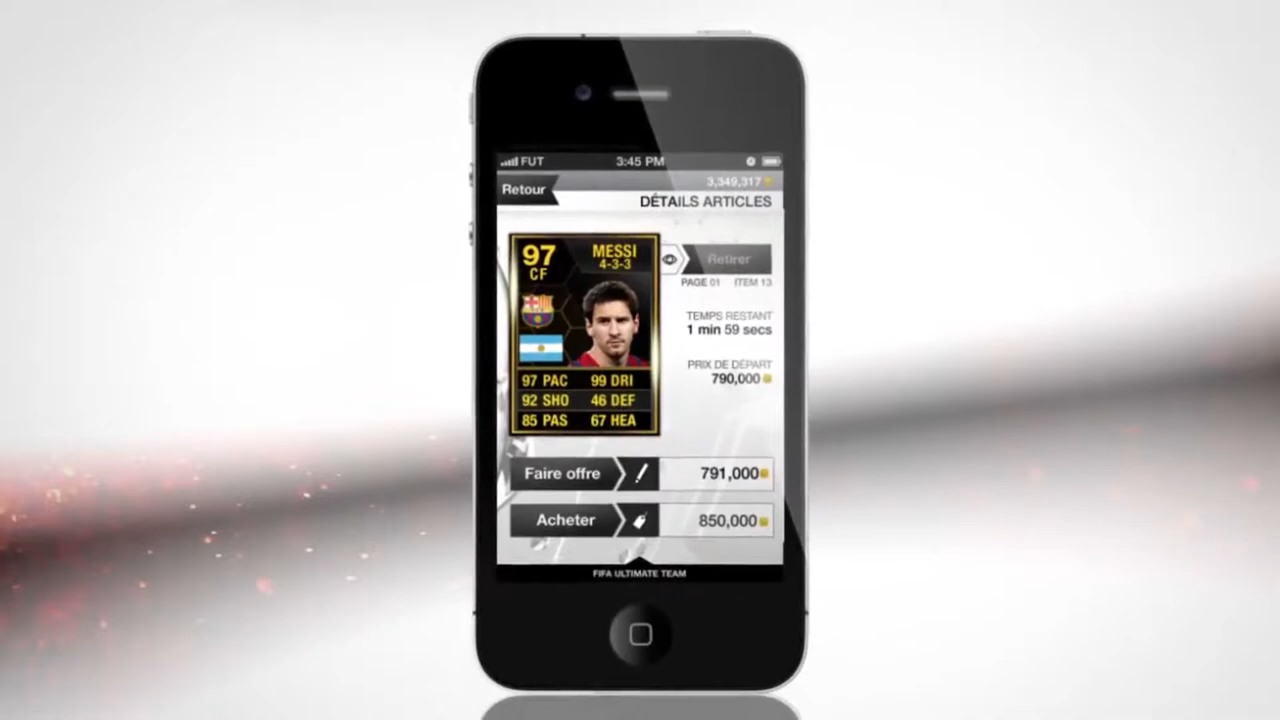 FUT 3:45 PM
3,349,317
Retour
DÉTAILS ARTICLES
97
CF
MESSI
4-3-3
97 PAC 99 DRI
92 SHO 46 DEF
85 PAS 67 HEA
Retirer
PAGE 01 ITEM 13
TEMPS RESTANT
1 min 59 secs
PRIX DE DÉPART
790,000
Faire offre 791,000
Acheter 850,000
FIFA ULTIMATE TEAM